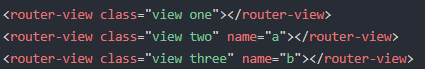 <router-view class="view one"></router-view>
<router-view class="view two" name="a"></router-view>
<router-view class="view three" name="b"></router-view>